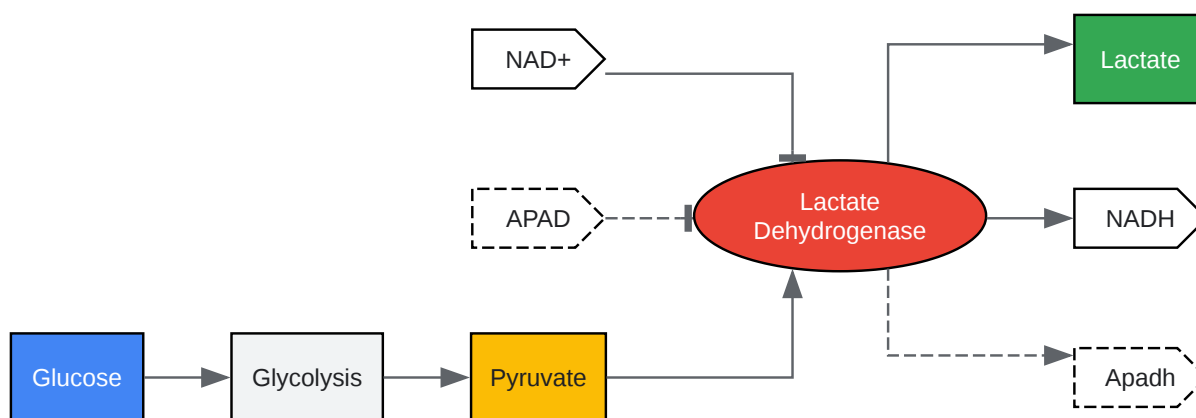 NAD+
Lactate
APAD
Lactate
Dehydrogenase
NADH
Glucose
Glycolysis
Pyruvate
Apadh